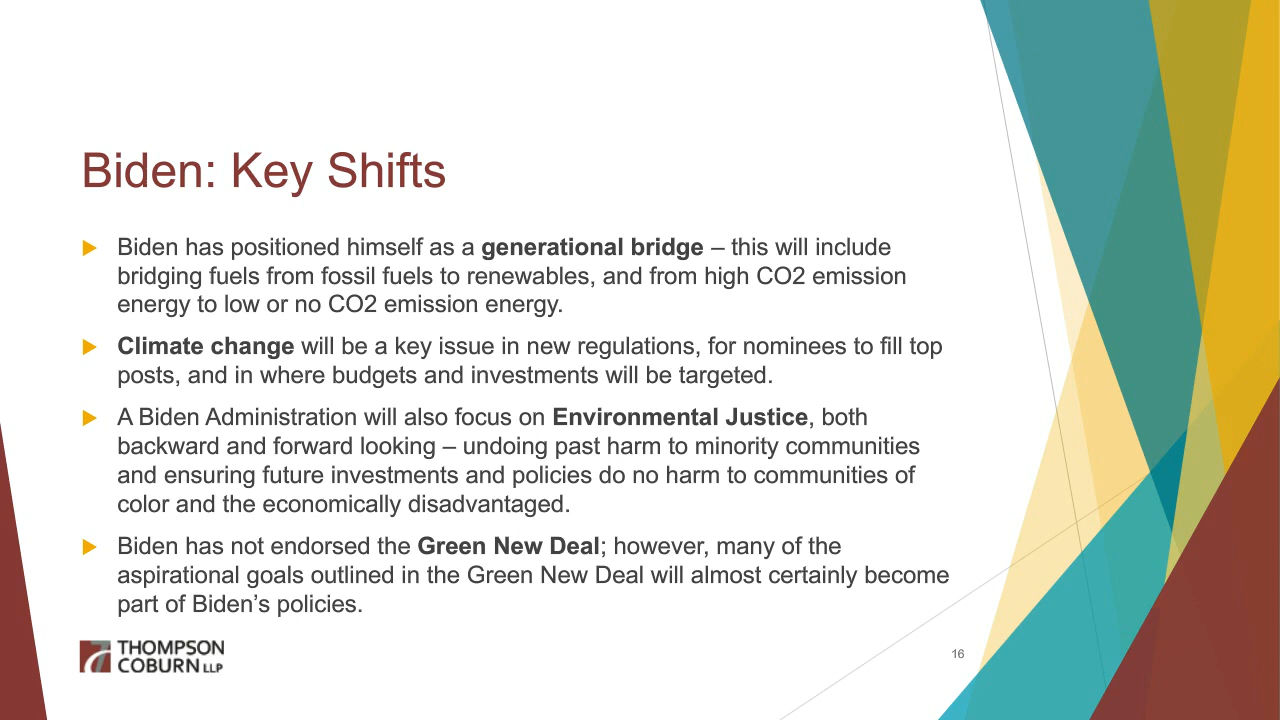 Biden: Key Shifts
Biden has positioned himself as a generational bridge – this will include
bridging fuels from fossil fuels to renewables, and from high CO2 emission
energy to low or no CO2 emission energy.
Climate change will be a key issue in new regulations, for nominees to fill top
posts, and in where budgets and investments will be targeted.
A Biden Administration will also focus on Environmental Justice, both
backward and forward looking – undoing past harm to minority communities
and ensuring future investments and policies do no harm to communities of
color and the economically disadvantaged.
Biden has not endorsed the Green New Deal; however, many of the
aspirational goals outlined in the Green New Deal will almost certainly become
part of Biden’s policies.
THOMPSON
COBURN LLP
16